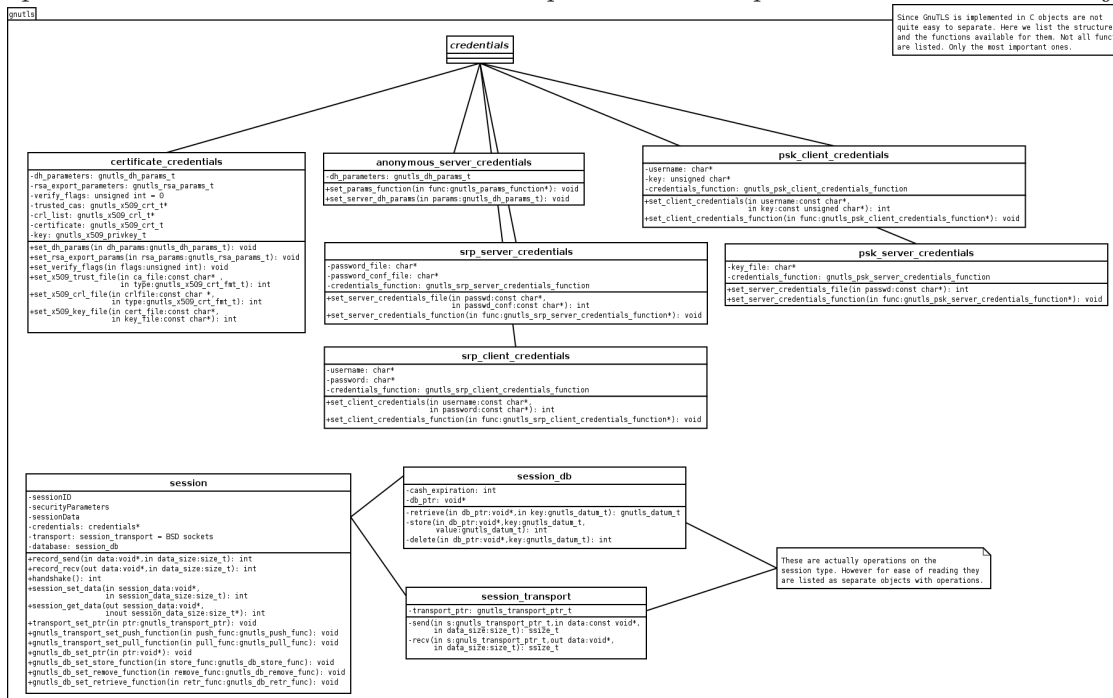 gnutls
Since GnuTLS is implemented in C objects are not
quite easy to separate. Here we list the structure
and the functions available for them. Not all func
are listed. Only the most important ones.
credentials
certificate_credentials
-dh_parameters: gnutls_dh_params_t
-rsa_export_parameters: gnutls_rsa_params_t
-verify_flags: unsigned int = 0
-trusted_cas: gnutls_x509_crt_t*
-crl_list: gnutls_x509_crl_t*
-certificate: gnutls_x509_crt_t
-key: gnutls_x509_privkey_t
+set_dh_params(in dh_params:gnutls_dh_params_t): void
+set_rsa_export_params(in rsa_params:gnutls_rsa_params_t): void
+set_verify_flags(in flags:unsigned int): void
+set_x509_trust_file(in ca_file:const char* ,
in type:gnutls_x509_crt_fmt_t): int
+set_x509_crl_file(in crlfile:const char *,
in type:gnutls_x509_crt_fmt_t): int
+set_x509_key_file(in cert_file:const char*,
in key_file:const char*): int
anonymous_server_credentials
-dh_parameters: gnutls_dh_params_t
+set_params_function(in func:gnutls_params_function*): void
+set_server_dh_params(in params:gnutls_dh_params_t): void
psk_client_credentials
-username: char*
-key: unsigned char*
-credentials_function: gnutls_psk_client_credentials_function
+set_client_credentials(in username:const char*,
in key:const unsigned char*): int
+set_client_credentials_function(in func:gnutls_psk_client_credentials_function*): void
srp_server_credentials
-password_file: char*
-password_conf_file: char*
-credentials_function: gnutls_srp_server_credentials_function
+set_server_credentials_file(in passwd:const char*,
in passwd_conf:const char*): int
+set_server_credentials_function(in func:gnutls_srp_server_credentials_function*): void
psk_server_credentials
-key_file: char*
-credentials_function: gnutls_psk_server_credentials_function
+set_server_credentials_file(in passwd:const char*): int
+set_server_credentials_function(in func:gnutls_psk_server_credentials_function*): void
srp_client_credentials
-username: char*
-password: char*
-credentials_function: gnutls_srp_client_credentials_function
+set_client_credentials(in username:const char*,
in password:const char*): int
+set_client_credentials_function(in func:gnutls_srp_client_credentials_function*): void
session
-sessionID
-securityParameters
-sessionData
-credentials: credentials*
-transport: session_transport = BSD sockets
-database: session_db
+record_send(in data:void*,in data_size:size_t): int
+record_recv(out data:void*,in data_size:size_t): int
+handshake(): int
+session_set_data(in session_data:void*,
in session_data_size:size_t): int
+session_get_data(out session_data:void*,
inout session_data_size:size_t*): int
+transport_set_ptr(in ptr:gnutls_transport_ptr): void
+gnutls_transport_set_push_function(in push_func:gnutls_push_func): void
+gnutls_transport_set_pull_function(in pull_func:gnutls_pull_func): void
+gnutls_db_set_ptr(in ptr:void*): void
+gnutls_db_set_store_function(in store_func:gnutls_db_store_func): void
+gnutls_db_set_remove_function(in remove_func:gnutls_db_remove_func): void
+gnutls_db_set_retrieve_function(in retr_func:gnutls_db_retr_func): void
session_db
-cash_expiration: int
-db_ptr: void*
-retrieve(in db_ptr:void*,in key:gnutls_datum_t): gnutls_datum_t
-store(in db_ptr:void*,key:gnutls_datum_t,
value:gnutls_datum_t): int
-delete(in db_ptr:void*,key:gnutls_datum_t): int
session_transport
-transport_ptr: gnutls_transport_ptr_t
-send(in s:gnutls_transport_ptr_t,in data:const void*,
in data_size:size_t): ssize_t
-recv(in s:gnuls_transport_ptr_t,out data:void*,
in data_size:size_t): ssize_t
These are actually operations on the
session type. However for ease of reading they
are listed as separate objects with operations.